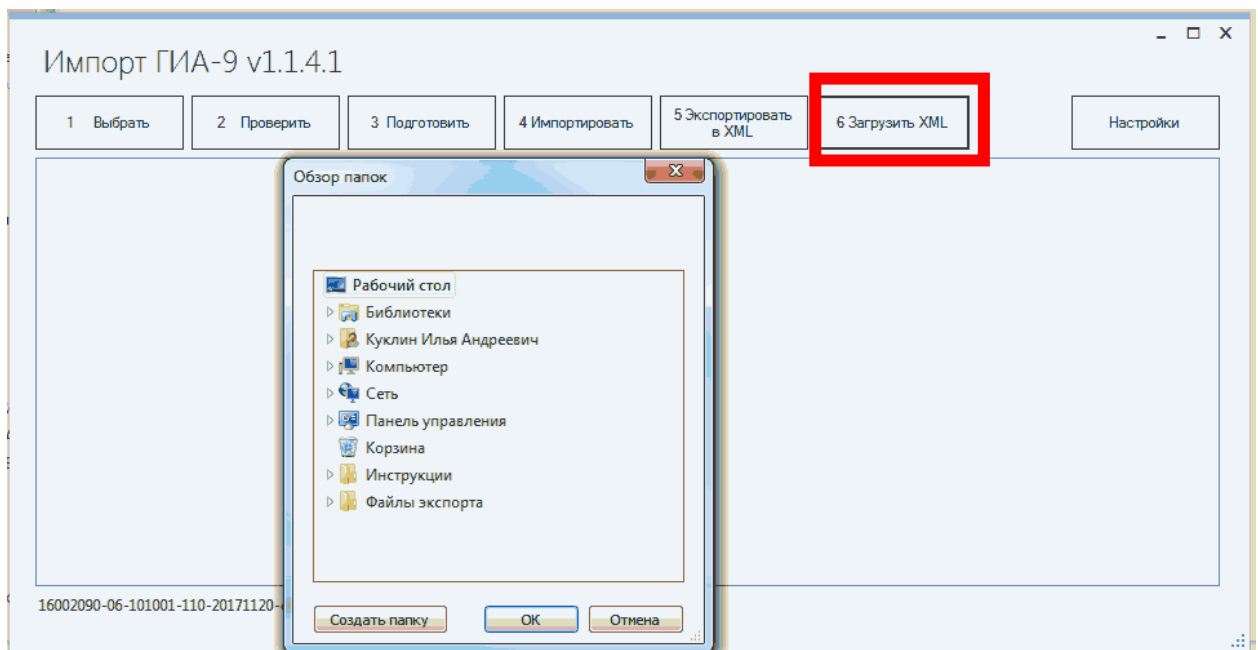 Импорт ГИА-9 v1.1.4.1
1 Выбрать
2 Проверить
3 Подготовить
4 Импортировать
5 Экспортировать
в XML
6 Загрузить XML
Настройки
Обзор папок
Рабочий стол
Библиотеки
Куклин Илья Андреевич
Компьютер
Сеть
Панель управления
Корзина
Инструкции
Файлы экспорта
16002090-06-101001-110-20171120-
Создать папку
ОК
Отмена